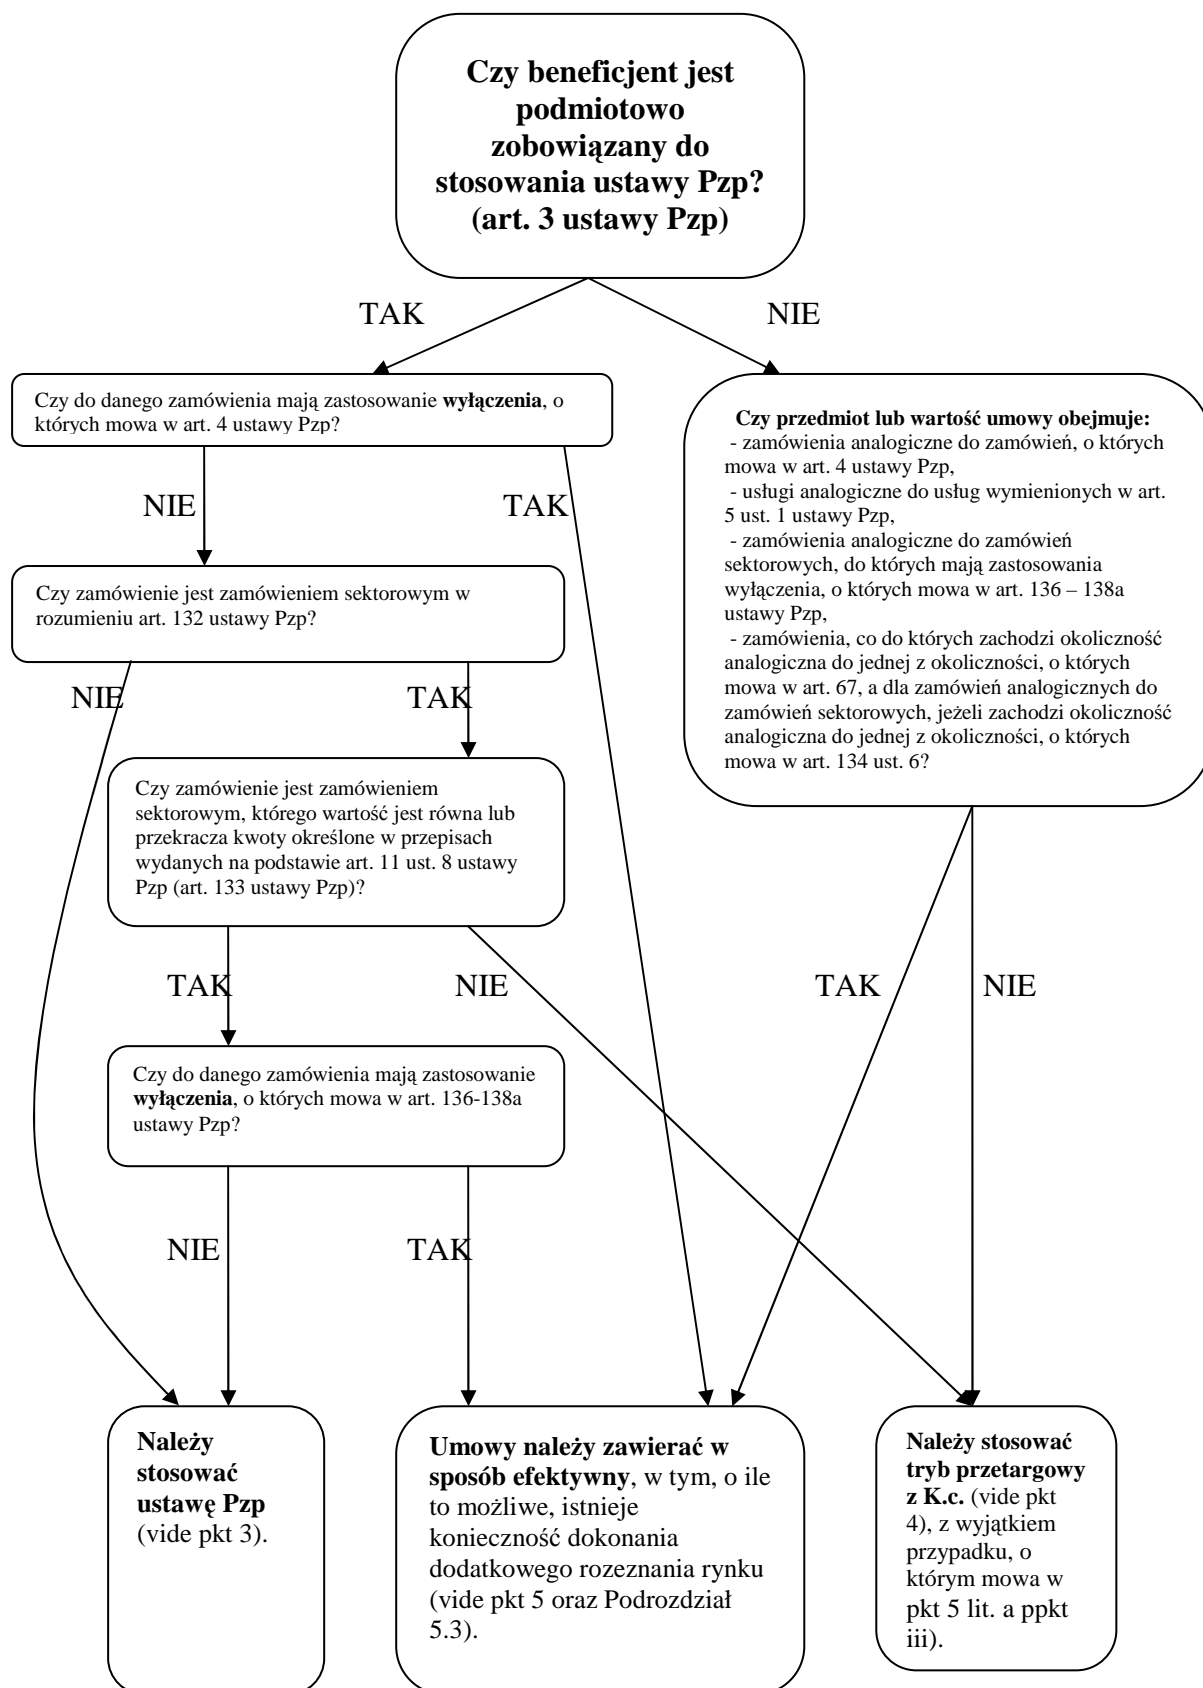 Czy beneficjent jest
podmiotowo
zobowiązany do
stosowania ustawy Pzp?
(art. 3 ustawy Pzp)
TAK
NIE
Czy do danego zamówienia mają zastosowanie wyłączenia, o
których mowa w art. 4 ustawy Pzp?
Czy przedmiot lub wartość umowy obejmuje:
- zamówienia analogiczne do zamówień, o których
mowa w art. 4 ustawy Pzp,
- usługi analogiczne do usług wymienionych w art.
5 ust. 1 ustawy Pzp,
- zamówienia analogiczne do zamówień
sektorowych, do których mają zastosowania
wyłączenia, o których mowa w art. 136 – 138a
ustawy Pzp,
- zamówienia, co do których zachodzi okoliczność
analogiczna do jednej z okoliczności, o których
mowa w art. 67, a dla zamówień analogicznych do
zamówień sektorowych, jeżeli zachodzi okoliczność
analogiczna do jednej z okoliczności, o których
mowa w art. 134 ust. 6?
NIE
TAK
Czy zamówienie jest zamówieniem sektorowym w
rozumieniu art. 132 ustawy Pzp?
NIE
TAK
Czy zamówienie jest zamówieniem
sektorowym, którego wartość jest równa lub
przekracza kwoty określone w przepisach
wydanych na podstawie art. 11 ust. 8 ustawy
Pzp (art. 133 ustawy Pzp)?
TAK
NIE
TAK
NIE
Czy do danego zamówienia mają zastosowanie
wyłączenia, o których mowa w art. 136-138a
ustawy Pzp?
NIE
TAK
Należy
stosować
ustawę Pzp
(vide pkt 3).
Umowy należy zawierać w
sposób efektywny, w tym, o ile
to możliwe, istnieje
konieczność dokonania
dodatkowego rozeznania rynku
(vide pkt 5 oraz Podrozdział
5.3).
Należy stosować
tryb przetargowy
z K.c. (vide pkt
4), z wyjątkiem
przypadku, o
którym mowa w
pkt 5 lit. a ppkt
iii).